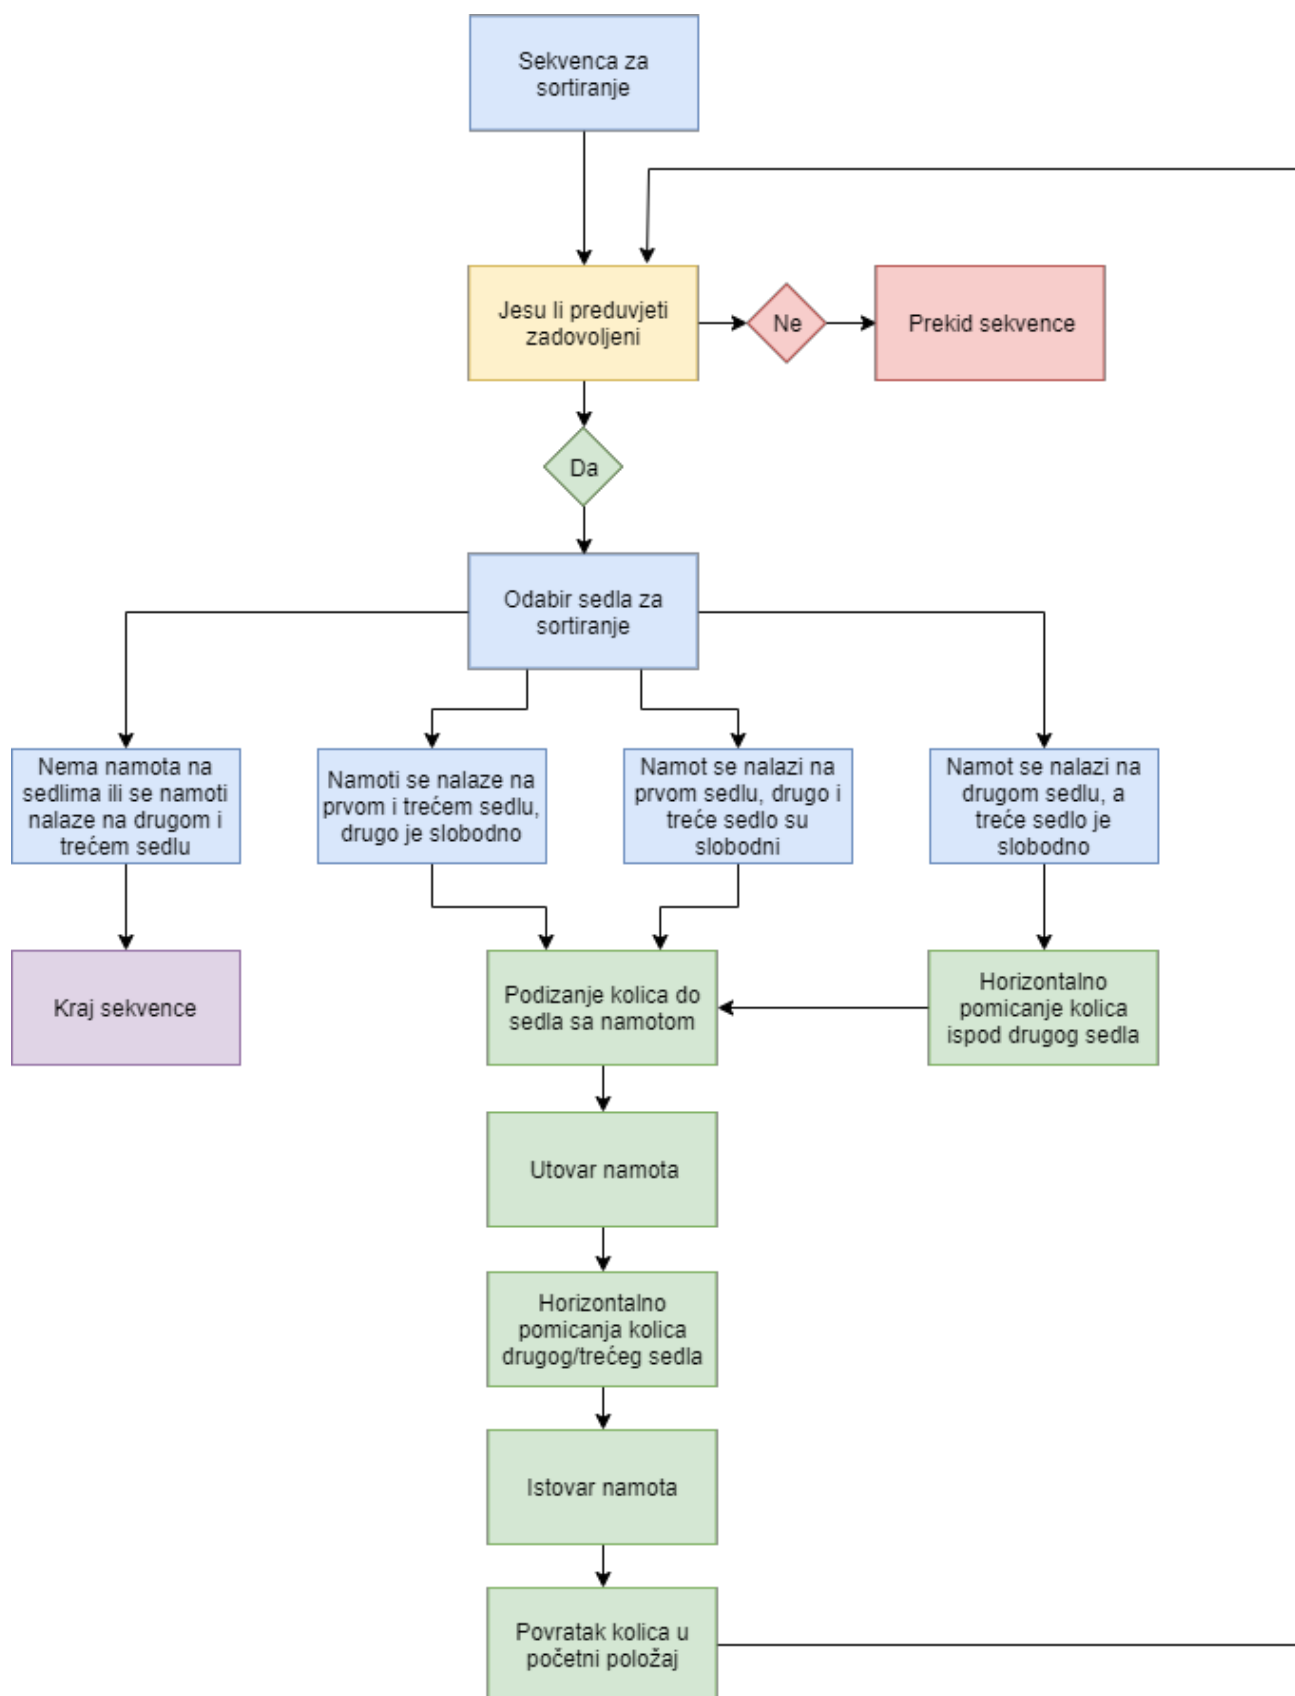 Sekvenca za
sortiranje
Jesu li preduvjeti
zadovoljeni
Ne
Prekid sekvence
Da
Odabir sedla za
sortiranje
Nema namota na
sedlima ili se namoti
nalaze na drugom i
trećem sedlu
Namoti se nalaze na
prvom i trećem sedlu,
drugo je slobodno
Namot se nalazi na
prvom sedlu, drugo i
treće sedlo su
slobodni
Namot se nalazi na
drugom sedlu, a
treće sedlo je
slobodno
Kraj sekvence
Podizanje kolica do
sedla sa namotom
Horizontalno
pomicanje kolica
ispod drugog sedla
Utovar namota
Horizontalno
pomicanja kolica
drugog/trećeg sedla
Istovar namota
Povratak kolica u
početni položaj